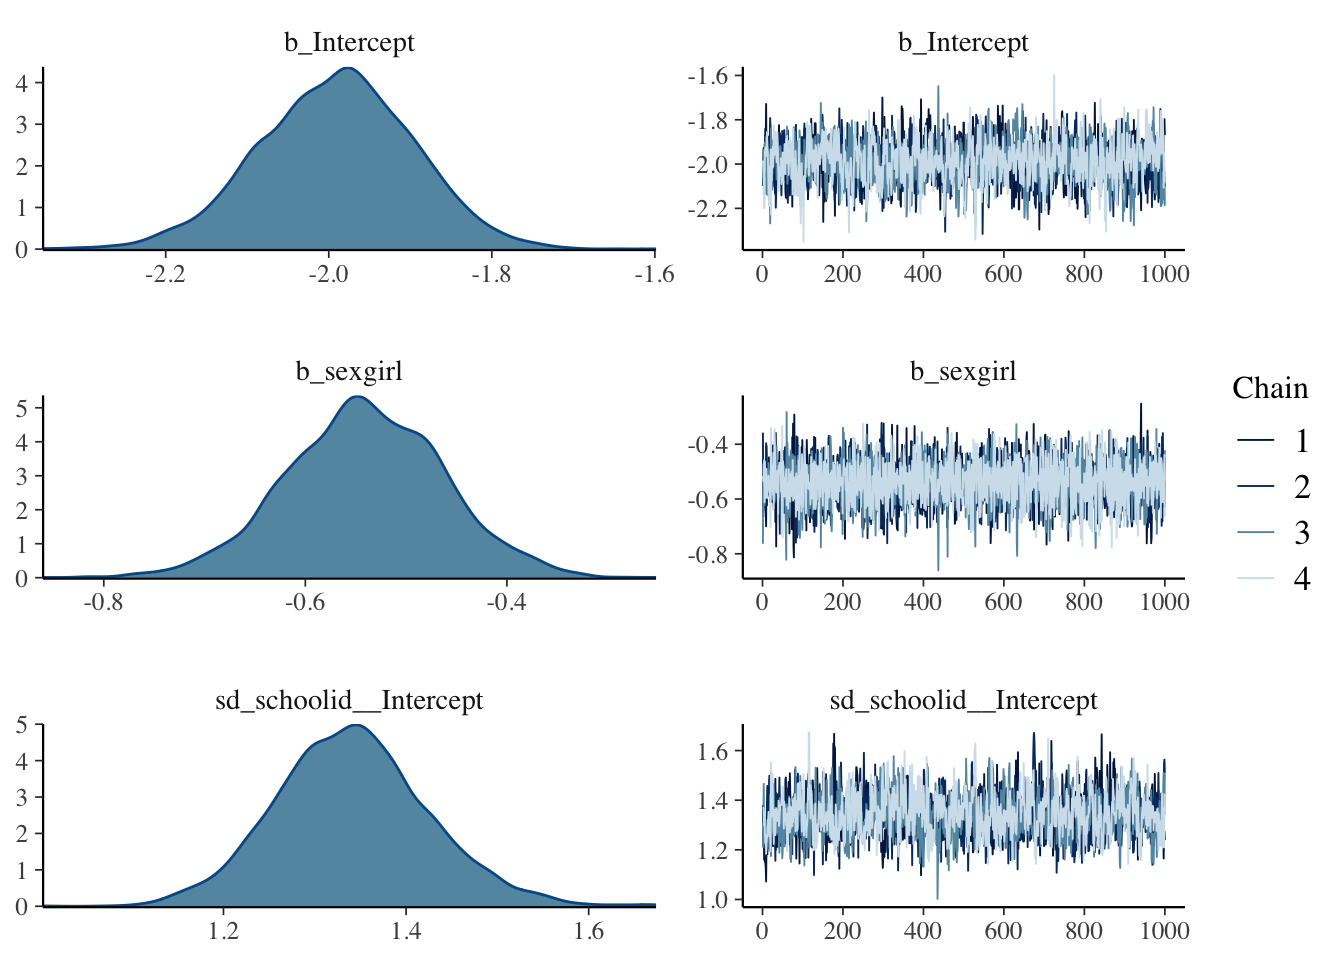 b_Intercept
4
3
2
1
0
-2.2 -2.0 -1.8 -1.6
b_Intercept
-1.6
-1.8
-2.0
-2.2
0 200 400 600 800 1000
b_sexgirl
5
4
3
2
1
0
-0.8 -0.6 -0.4
b_sexgirl
-0.4
-0.6
-0.8
0 200 400 600 800 1000
sd_schoolid__Intercept
5
4
3
2
1
0
1.2 1.4 1.6
sd_schoolid__Intercept
1.6
1.4
1.2
1.0
0 200 400 600 800 1000
Chain
1
2
3
4